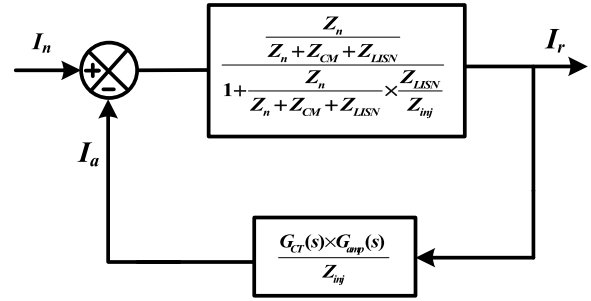 I_n
+
−
I_a
Z_n
Z_n + Z_CM + Z_LISN
1+ Z_n / (Z_n + Z_CM + Z_LISN) × Z_LISN / Z_inj
I_r
G_CT(s)×G_amp(s)
Z_inj